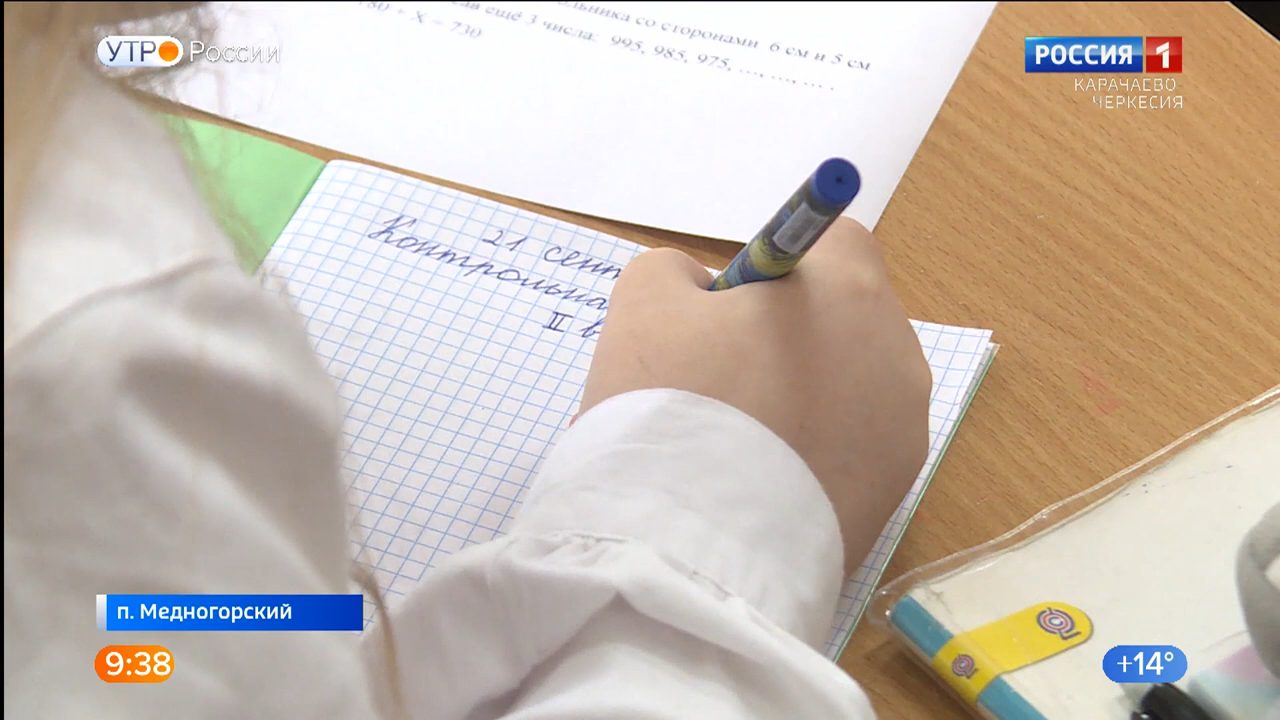 УТРО России
РОССИЯ 1
КАРАЧАЕВО-
ЧЕРКЕСИЯ
со сторонами 6 см и 5 см
ещё 3 числа: 995, 985, 975, ..., ..., ... .
+ X = 730
21 сент
Контрольна
II в
п. Медногорский
9:38
+14°